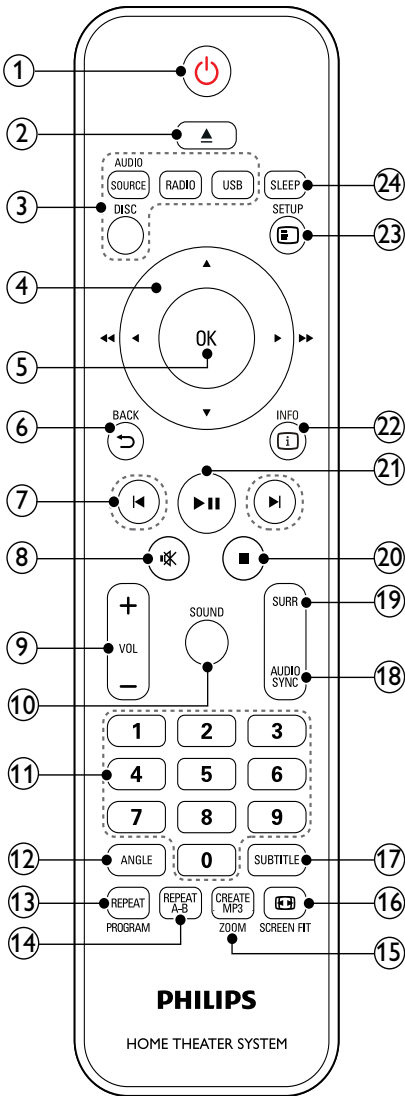 1
2
AUDIO
SOURCE RADIO USB SLEEP 24
3 DISC SETUP
23
4
OK
5
6 BACK INFO
i 22
21
7
8 20
+ SURR 19
SOUND
9 VOL
AUDIO
SYNC 18
–
10
1 2 3
11 4 5 6
7 8 9
12 ANGLE 0 SUBTITLE 17
13 REPEAT REPEAT
A-B CREATE
MP3 16
PROGRAM ZOOM SCREEN FIT
14 15
PHILIPS
HOME THEATER SYSTEM